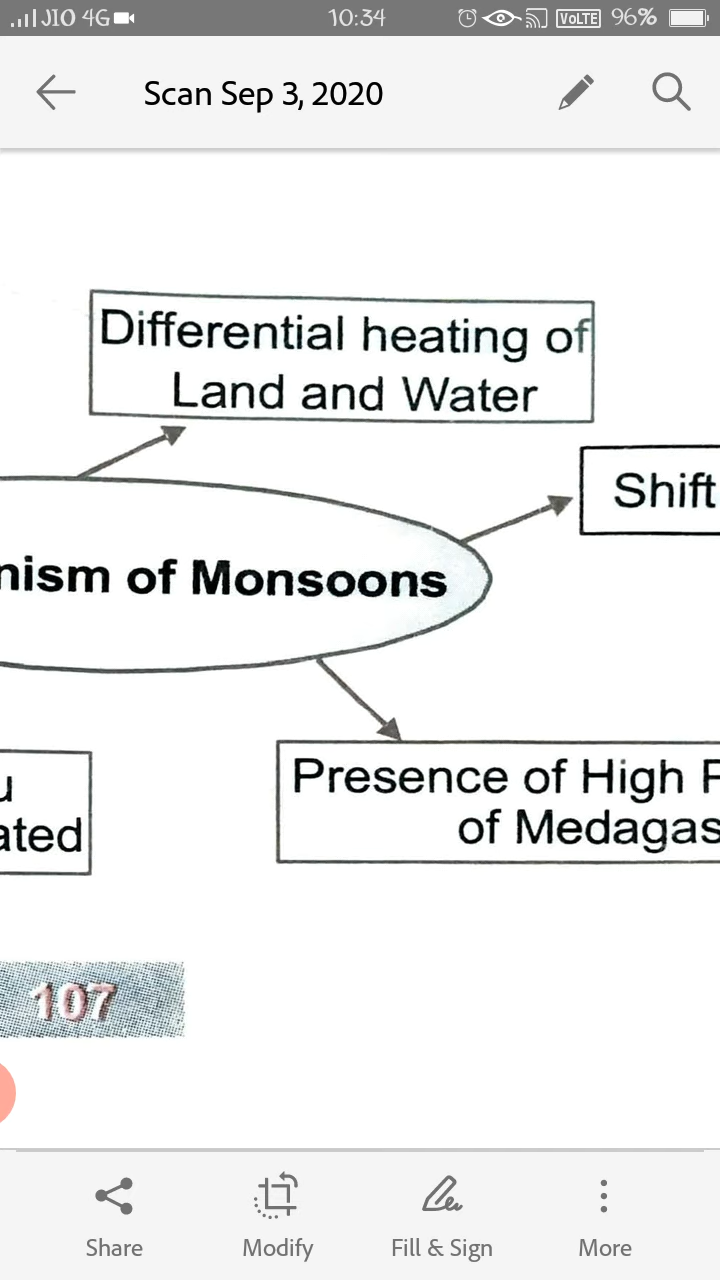 JIO 4G
10:34
VoLTE 96%
Scan Sep 3, 2020
Differential heating of
Land and Water
Shift
nism of Monsoons
u
ated
Presence of High P
of Medagas
107
Share
Modify
Fill & Sign
More